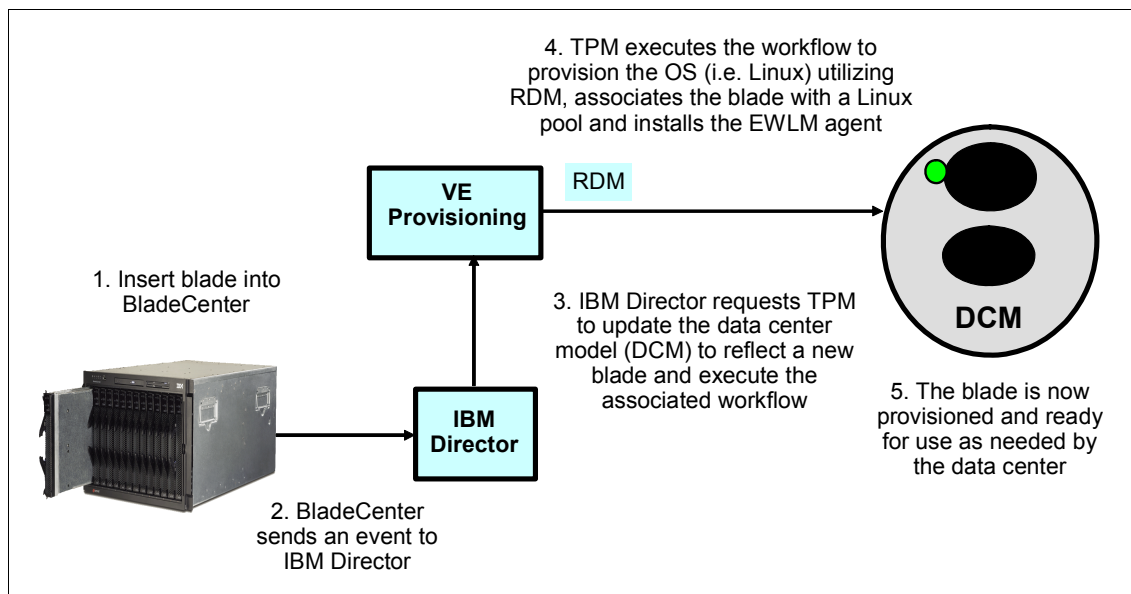 4. TPM executes the workflow to
provision the OS (i.e. Linux) utilizing
RDM, associates the blade with a Linux
pool and installs the EWLM agent
VE
Provisioning
RDM
1. Insert blade into
BladeCenter
3. IBM Director requests TPM
to update the data center
model (DCM) to reflect a new
blade and execute the
associated workflow
DCM
IBM
Director
5. The blade is now
provisioned and ready
for use as needed by
the data center
2. BladeCenter
sends an event to
IBM Director